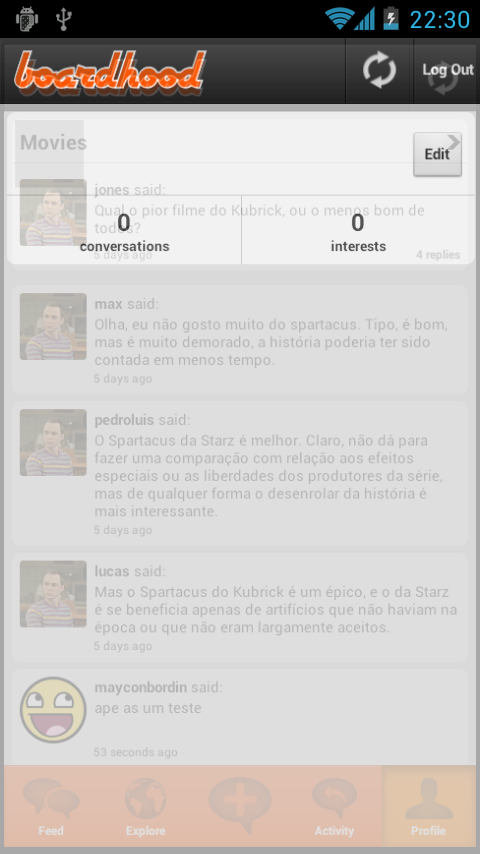 22:30
boardhood
Log Out
Movies
Edit
jones said:
Qual o pior filme do Kubrick, ou o menos bom de
todos?
5 days ago
4 replies
0
conversations
0
interests
max said:
Olha, eu não gosto muito do spartacus. Tipo, é bom,
mas é muito demorado, a história poderia ter sido
contada em menos tempo.
5 days ago
pedroluis said:
O Spartacus da Starz é melhor. Claro, não dá para
fazer uma comparação com relação aos efeitos
especiais ou as liberdades dos produtores da série,
mas de qualquer forma o desenrolar da história é
mais interessante.
5 days ago
lucas said:
Mas o Spartacus do Kubrick é um épico, e o da Starz
é se beneficia apenas de artifícios que não haviam na
época ou que não eram largamente aceitos.
5 days ago
mayconbordin said:
ape as um teste
53 seconds ago
Feed
Explore
Activity
Profile